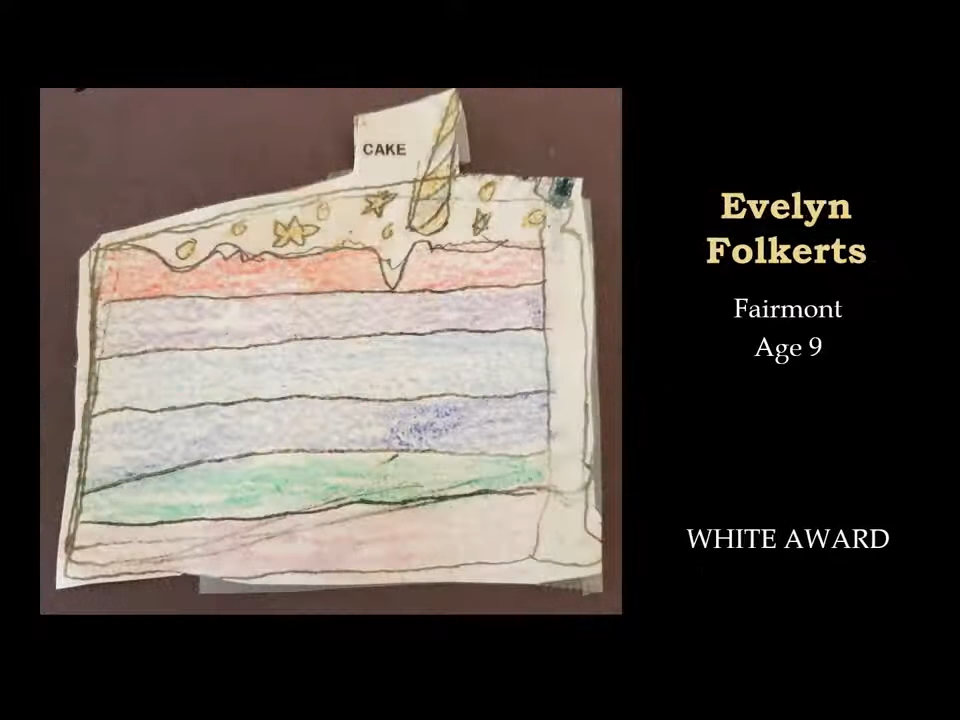 CAKE
Evelyn
Folkerts
Fairmont
Age 9
WHITE AWARD